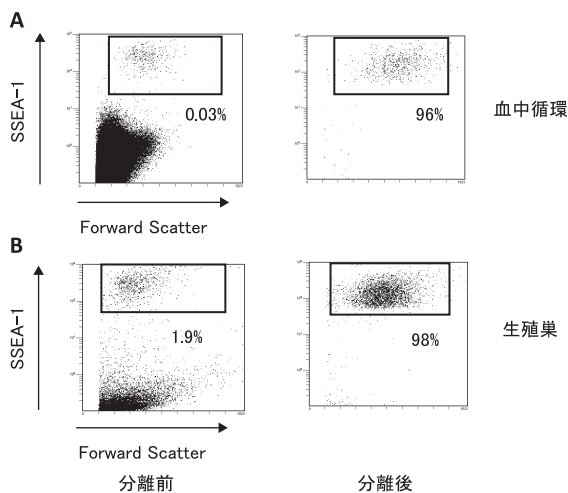 A
SSEA-1
0.03%
96%
血中循環
Forward Scatter
B
SSEA-1
1.9%
98%
生殖巣
Forward Scatter
分離前
分離後